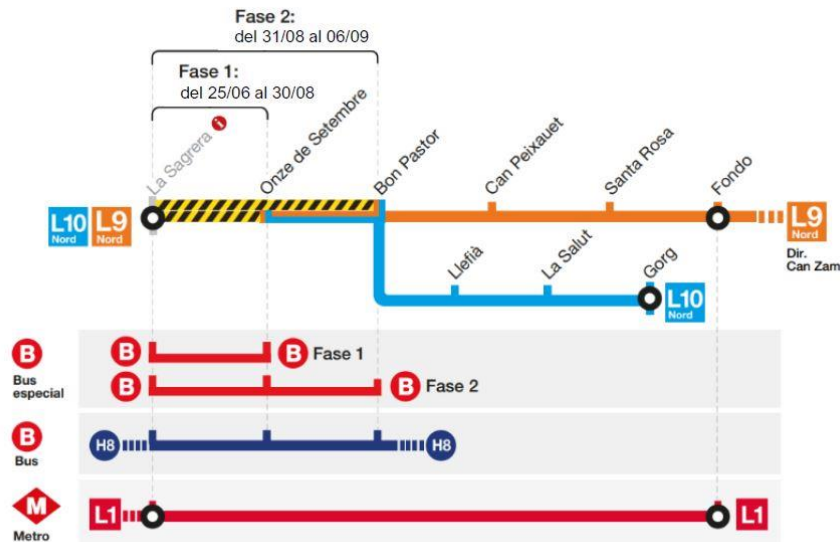 Fase 2:
del 31/08 al 06/09
Fase 1:
del 25/06 al 30/08
La Sagrera i
Onze de Setembre
Bon Pastor
Can Peixauet
Santa Rosa
Fondo
L10 Nord
L9 Nord
L9 Nord
Dir.
Can Zam
Llefià
La Salut
Gorg
L10 Nord
B
Bus
especial
B B Fase 1
B B Fase 2
B
Bus
H8 H8
M
Metro
L1 L1